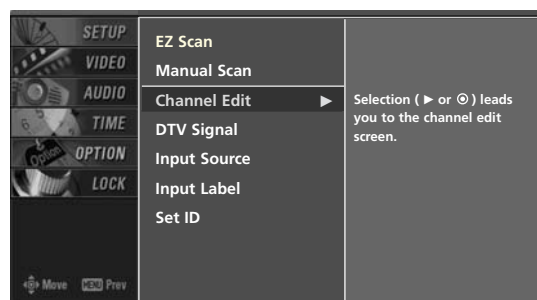 SETUP
VIDEO
AUDIO
TIME
OPTION
LOCK
Move MENU Prev
EZ Scan
Manual Scan
Channel Edit ►
DTV Signal
Input Source
Input Label
Set ID
Selection ( ► or ⊙ ) leads
you to the channel edit
screen.